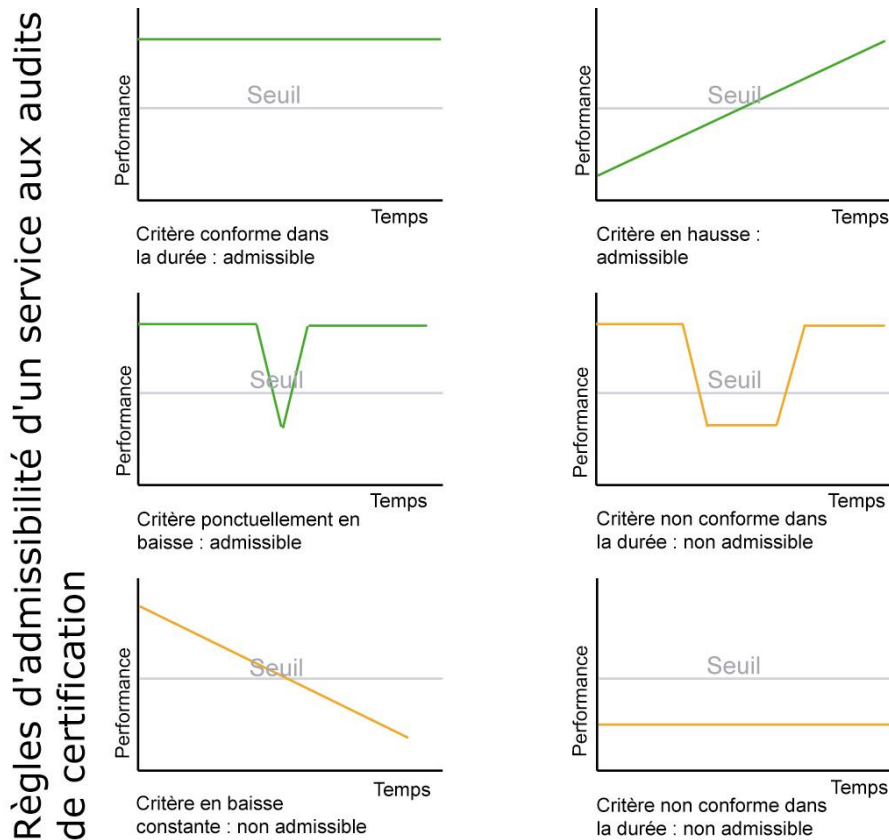 Règles d'admissibilité d'un service aux audits
de certification
Performance
Seuil
Temps
Critère conforme dans
la durée : admissible
Performance
Seuil
Temps
Critère en hausse :
admissible
Performance
Seuil
Temps
Critère ponctuellement en
baisse : admissible
Performance
Seuil
Temps
Critère non conforme dans
la durée : non admissible
Performance
Seuil
Temps
Critère en baisse
constante : non admissible
Performance
Seuil
Temps
Critère non conforme dans
la durée : non admissible